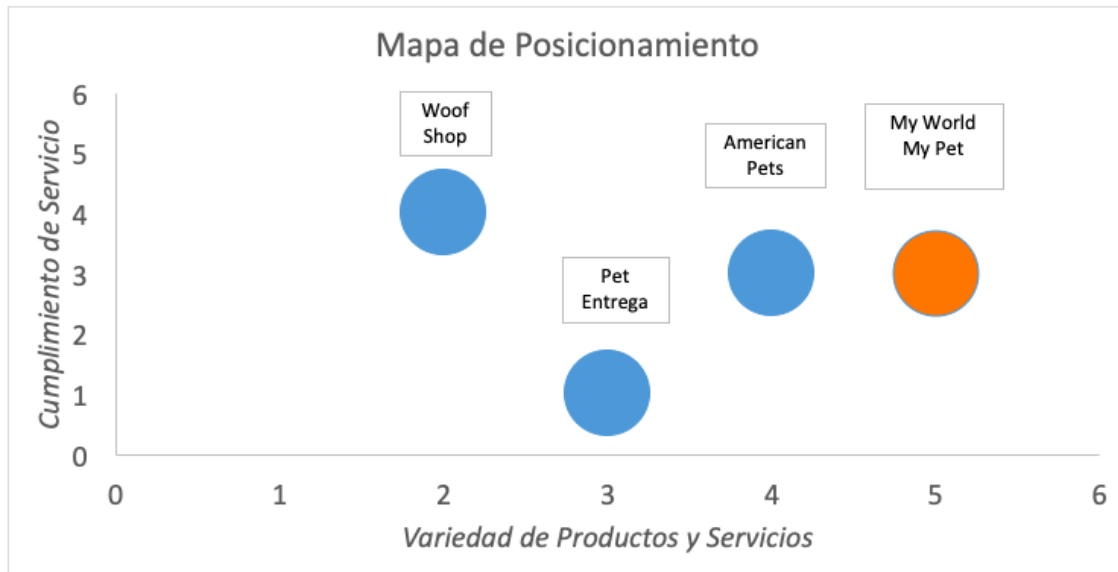 Mapa de Posicionamiento
6
5
4
3
2
1
0
Cumplimiento de Servicio
Woof
Shop
Pet
Entrega
American
Pets
My World
My Pet
0 1 2 3 4 5 6
Variedad de Productos y Servicios